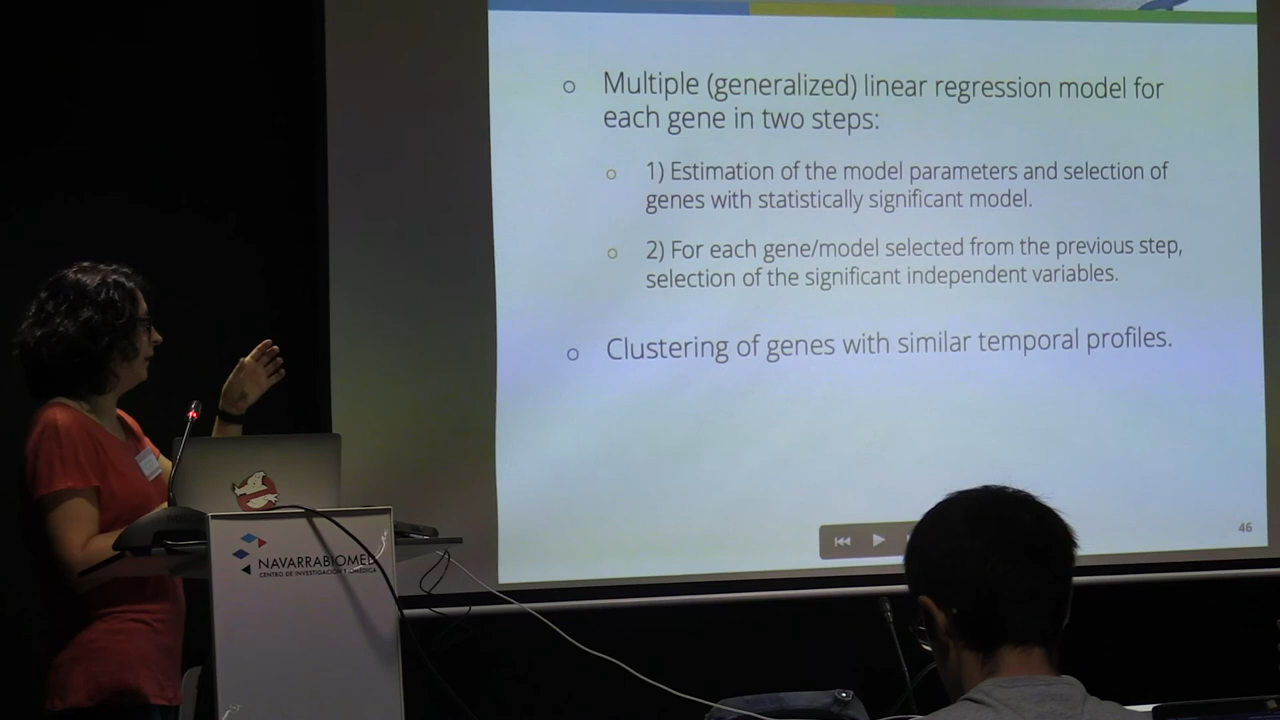 Multiple (generalized) linear regression model for
each gene in two steps:
1) Estimation of the model parameters and selection of
genes with statistically significant model.
2) For each gene/model selected from the previous step,
selection of the significant independent variables.
Clustering of genes with similar temporal profiles.
46
NAVARRABIOMED
CENTRO DE INVESTIGACIÓN BIOMÉDICA